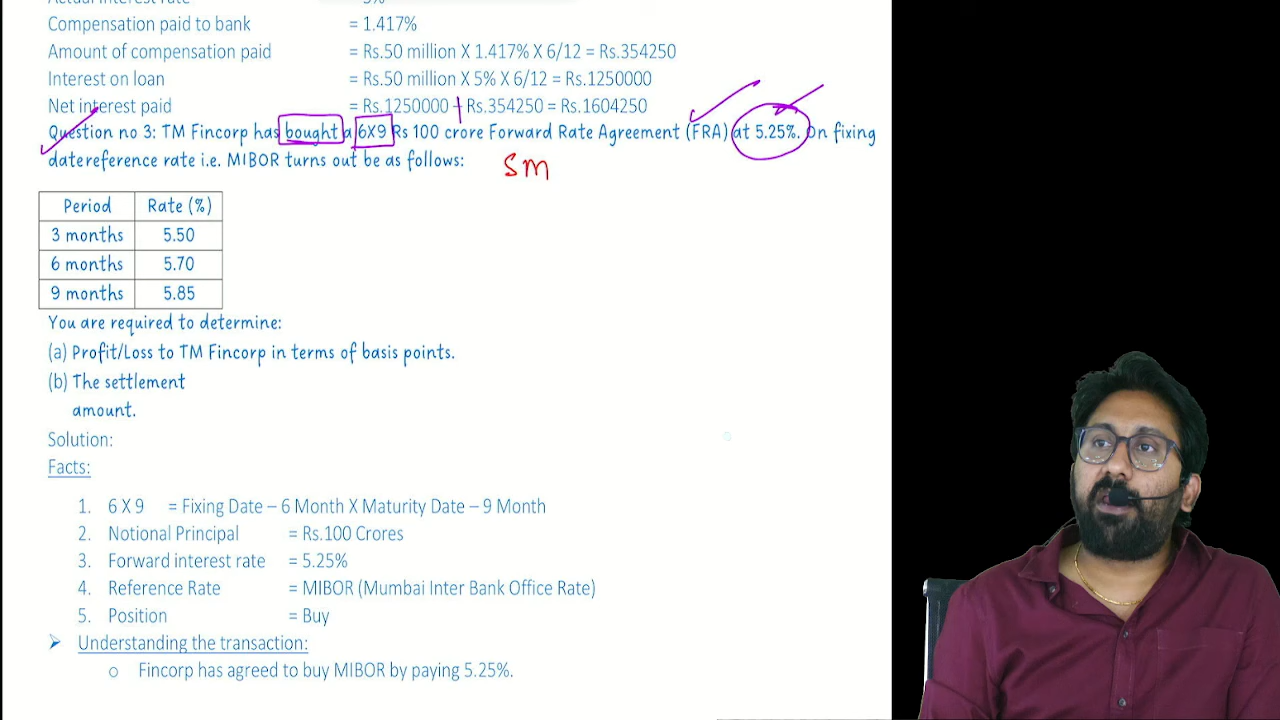 Actual interest rate = 5%
Compensation paid to bank = 1.417%
Amount of compensation paid = Rs.50 million X 1.417% X 6/12 = Rs.354250
Interest on loan = Rs.50 million X 5% X 6/12 = Rs.1250000
Net interest paid = Rs.1250000 + Rs.354250 = Rs.1604250
Question no 3: TM Fincorp has bought a 6X9 Rs 100 crore Forward Rate Agreement (FRA) at 5.25%. On fixing
datereference rate i.e. MIBOR turns out be as follows:
SM
Period Rate (%)
3 months 5.50
6 months 5.70
9 months 5.85
You are required to determine:
(a) Profit/Loss to TM Fincorp in terms of basis points.
(b) The settlement
amount.
Solution:
Facts:
1. 6 X 9 = Fixing Date – 6 Month X Maturity Date – 9 Month
2. Notional Principal = Rs.100 Crores
3. Forward interest rate = 5.25%
4. Reference Rate = MIBOR (Mumbai Inter Bank Office Rate)
5. Position = Buy
➢ Understanding the transaction:
o Fincorp has agreed to buy MIBOR by paying 5.25%.